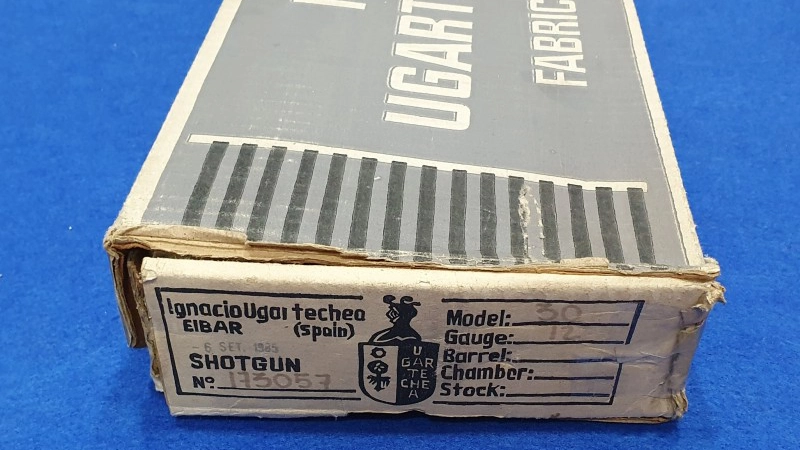 UGART
FABRIC
Ignacio Ugartechea
EIBAR (Spain)
- 6 SET. 1985
SHOTGUN
Nº 173057
U
GAR
TE
CHE
A
Model: 30
Gauge: 12
Barrel:
Chamber:
Stock: